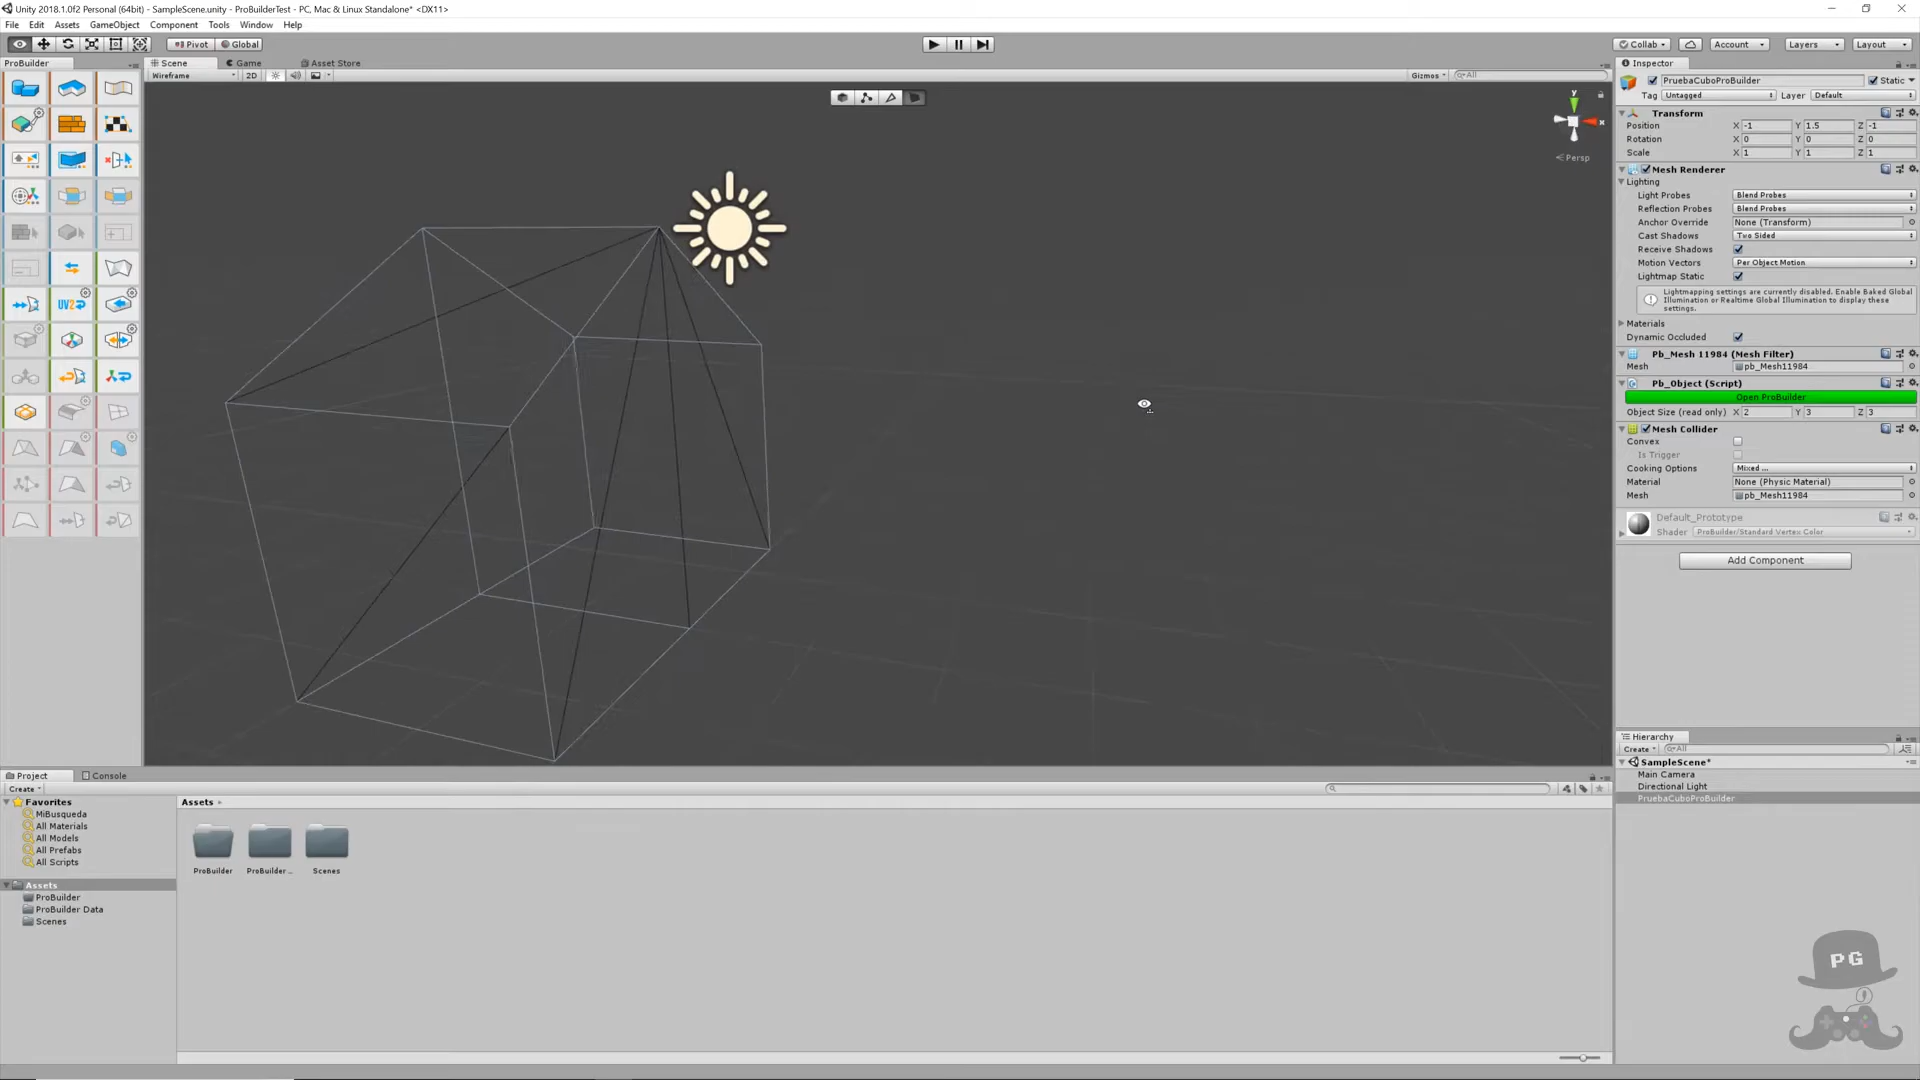 Unity 2018.1.0f2 Personal (64bit) - SampleScene.unity - ProBuilderTest - PC, Mac & Linux Standalone* <DX11>
File Edit Assets GameObject Component Tools Window Help
Pivot Global
Collab Account Layers Layout
ProBuilder
Scene Game Asset Store
Wireframe 2D Gizmos All
y
x
Persp
UV2
Inspector
PruebaCuboProBuilder Static
Tag Untagged Layer Default
Transform
Position X -1 Y 1.5 Z -1
Rotation X 0 Y 0 Z 0
Scale X 1 Y 1 Z 1
Mesh Renderer
Lighting
Light Probes Blend Probes
Reflection Probes Blend Probes
Anchor Override None (Transform)
Cast Shadows Two Sided
Receive Shadows
Motion Vectors Per Object Motion
Lightmap Static
Lightmapping settings are currently disabled. Enable Baked Global
Illumination or Realtime Global Illumination to display these
settings.
Materials
Dynamic Occluded
Pb_Mesh 11984 (Mesh Filter)
Mesh pb_Mesh11984
Pb_Object (Script)
Open ProBuilder
Object Size (read only) X 2 Y 3 Z 3
Mesh Collider
Convex
Is Trigger
Cooking Options Mixed ...
Material None (Physic Material)
Mesh pb_Mesh11984
Default_Prototype
Shader ProBuilder/Standard Vertex Color
Add Component
Hierarchy
Create All
SampleScene*
Main Camera
Directional Light
PruebaCuboProBuilder
Project Console
Create
Favorites
MiBusqueda
All Materials
All Models
All Prefabs
All Scripts
Assets
ProBuilder
ProBuilder Data
Scenes
Assets
ProBuilder ProBuilder ... Scenes
PG